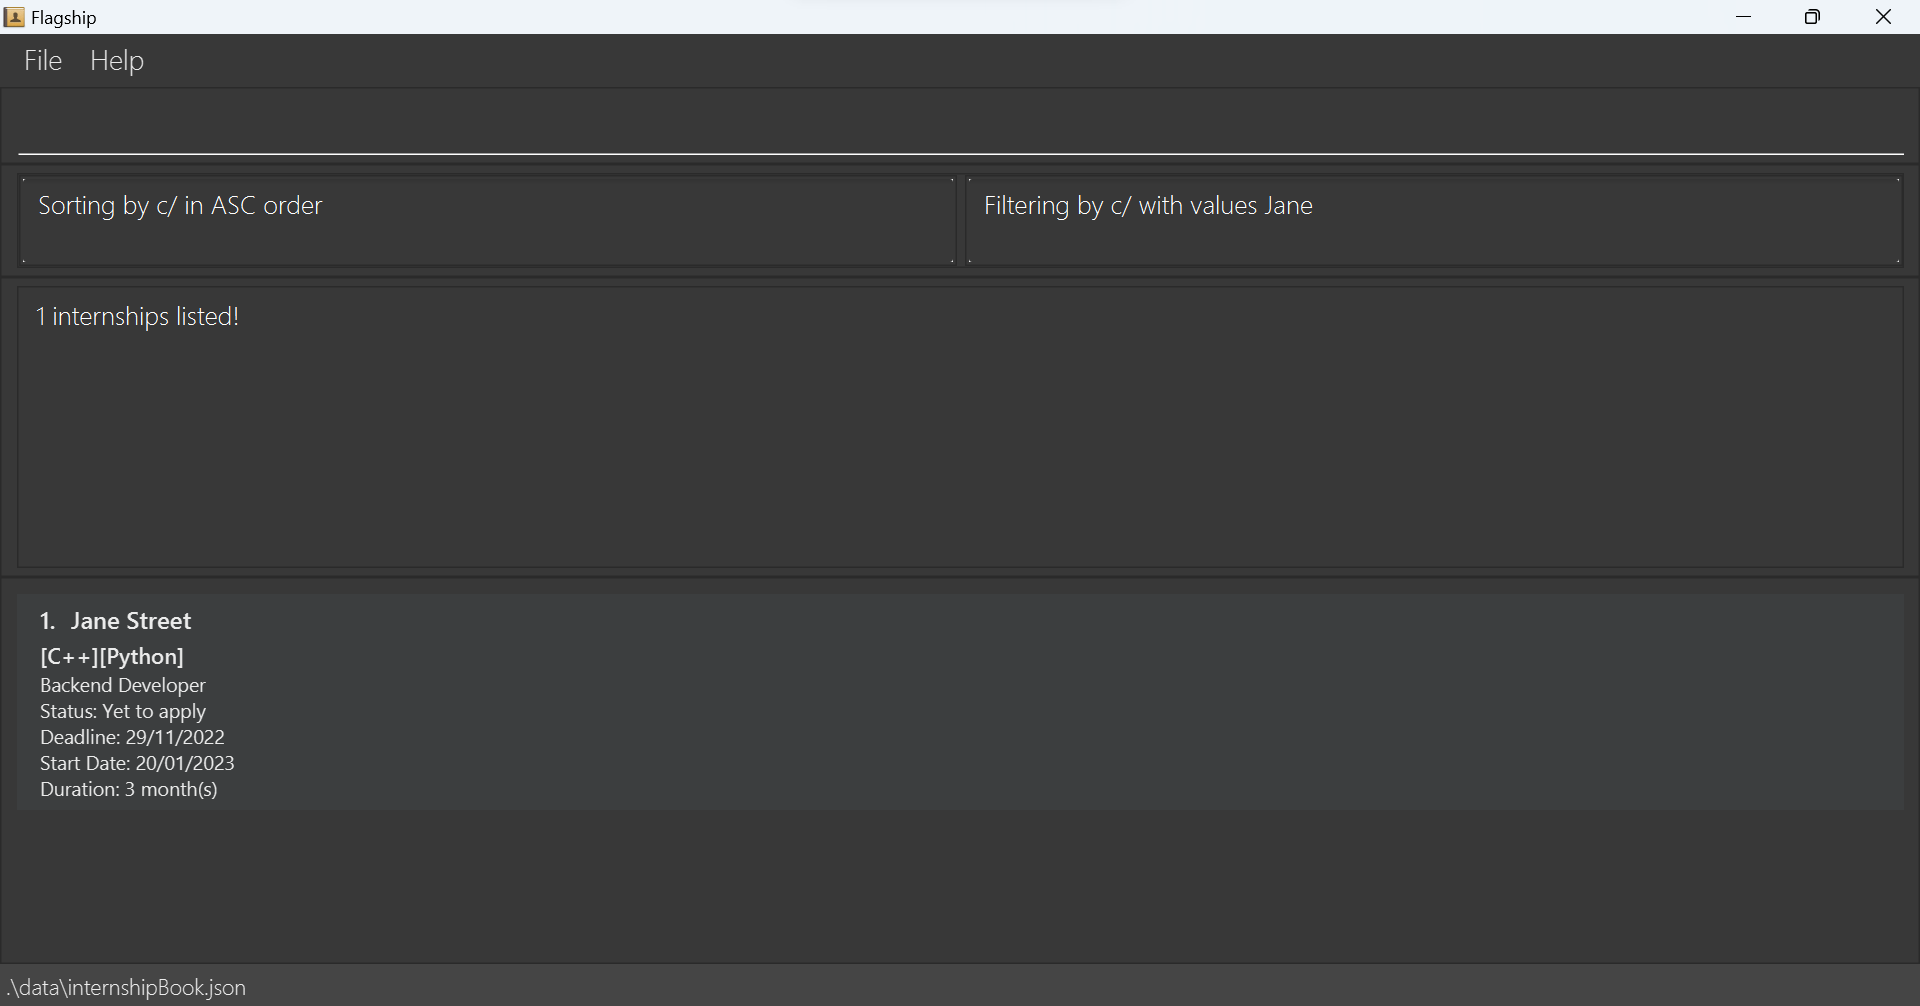 Flagship
File Help
Sorting by c/ in ASC order
Filtering by c/ with values Jane
1 internships listed!
1. Jane Street
[C++][Python]
Backend Developer
Status: Yet to apply
Deadline: 29/11/2022
Start Date: 20/01/2023
Duration: 3 month(s)
.\data\internshipBook.json